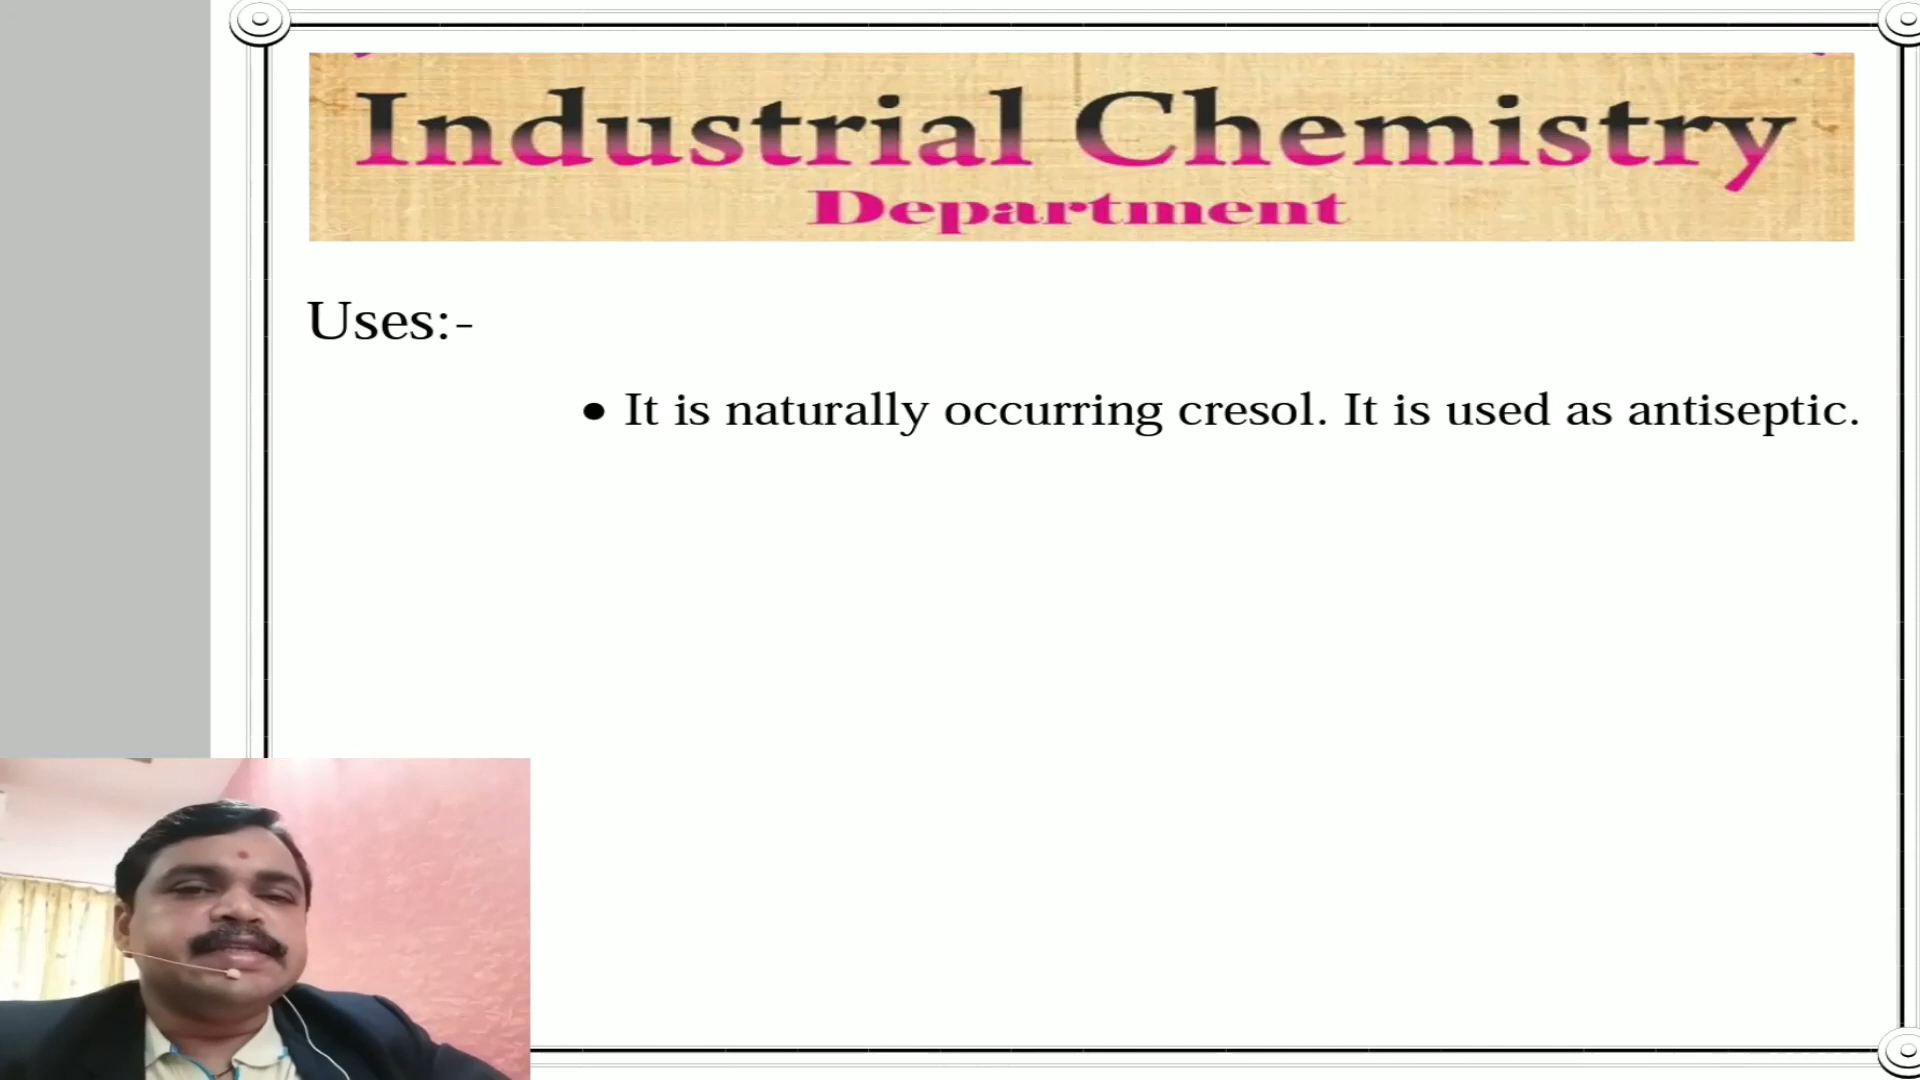 Industrial Chemistry
Department
Uses:-
• It is naturally occurring cresol. It is used as antiseptic.